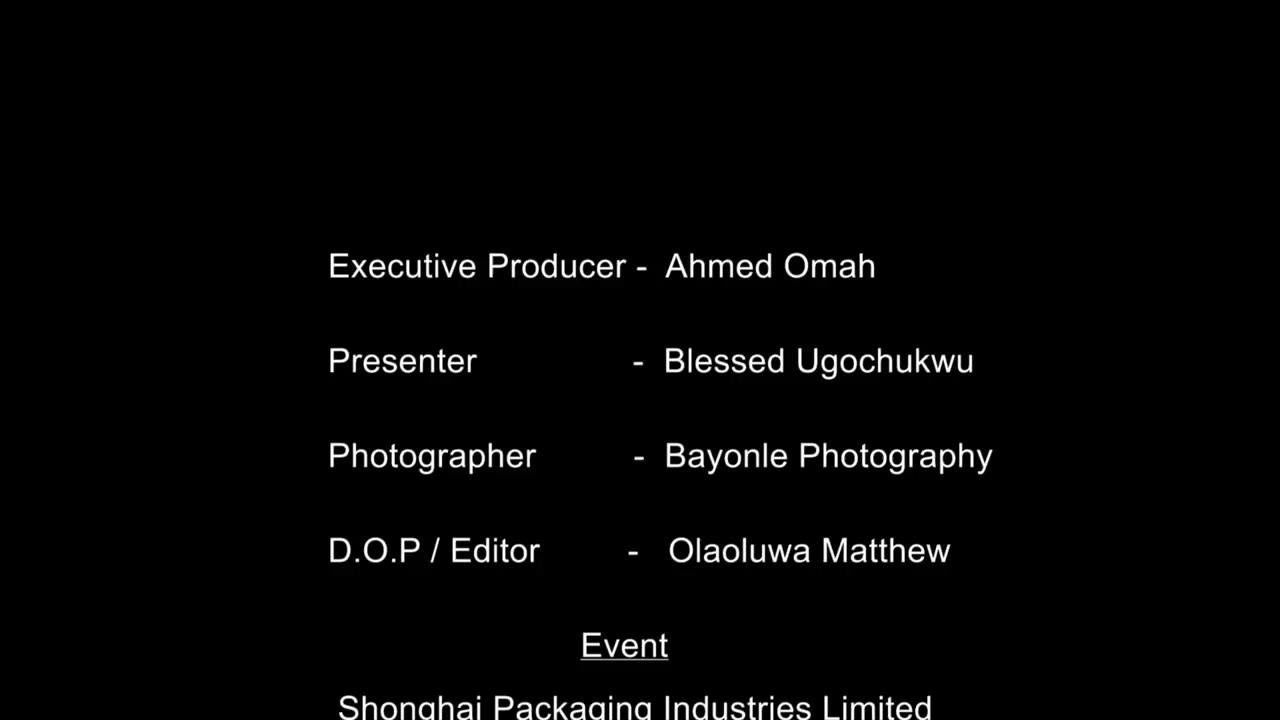 Executive Producer - Ahmed Omah
Presenter - Blessed Ugochukwu
Photographer - Bayonle Photography
D.O.P / Editor - Olaoluwa Matthew
Event
Shonghai Packaging Industries Limited